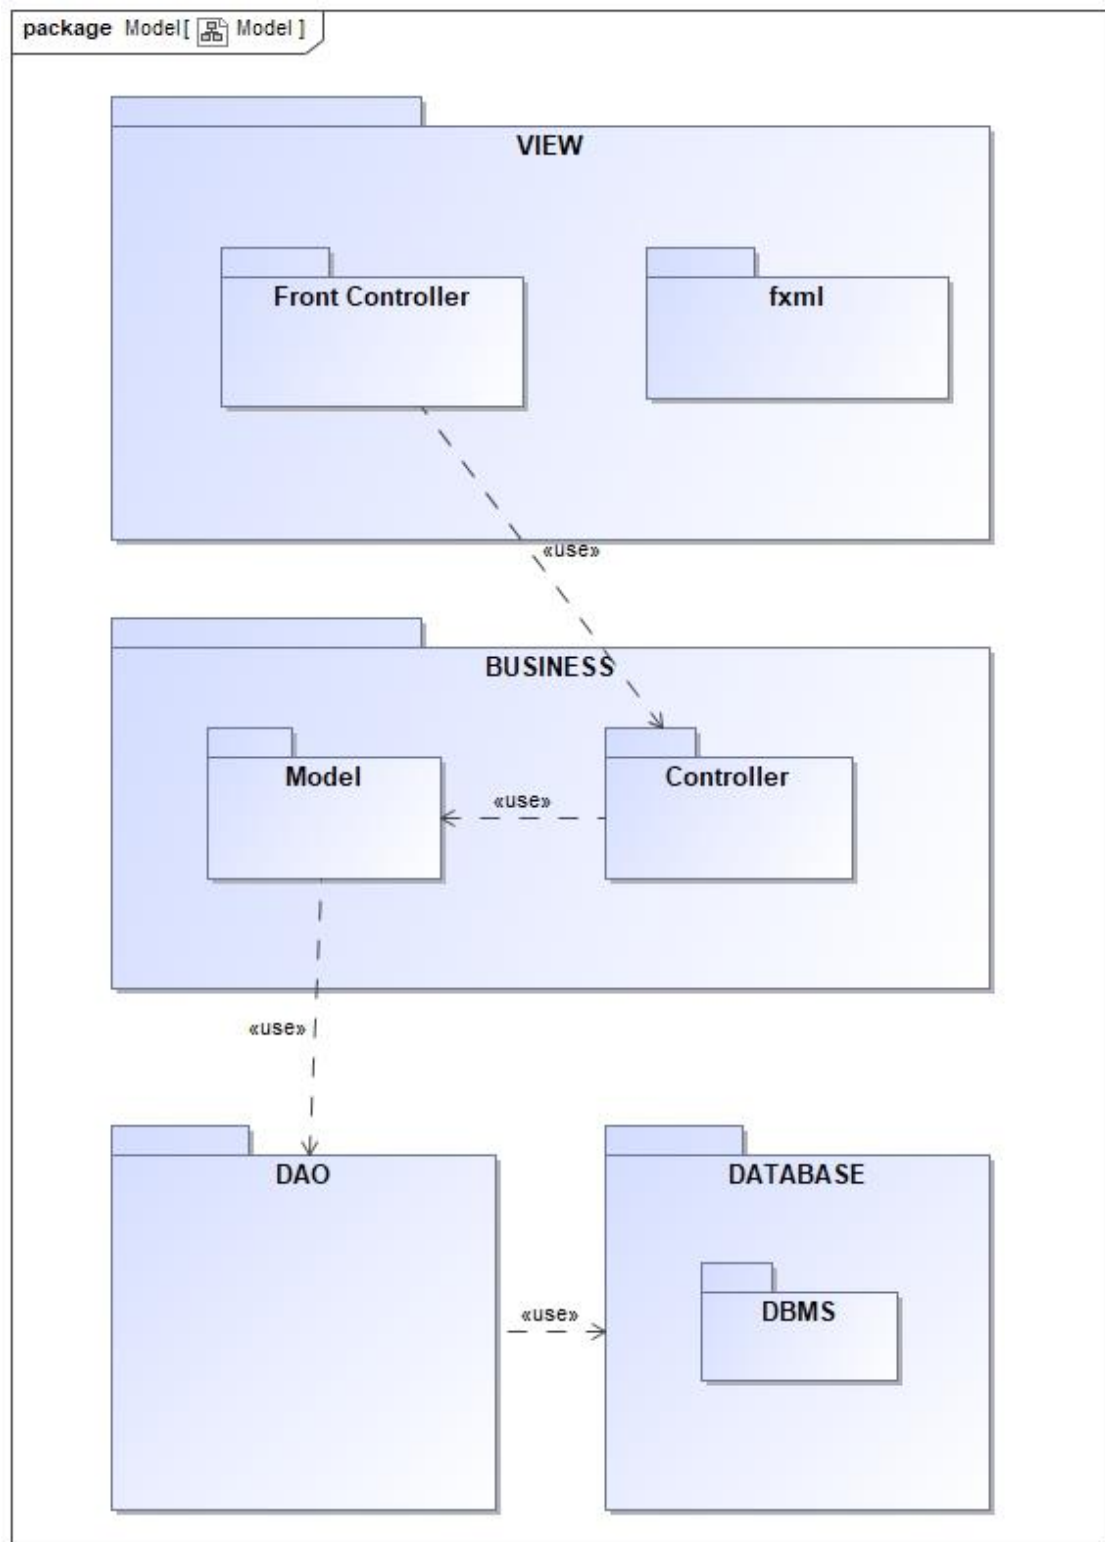 package Model[ Model ]
VIEW
Front Controller
fxml
«use»
BUSINESS
Model
«use»
Controller
«use»
DAO
DATABASE
«use»
DBMS